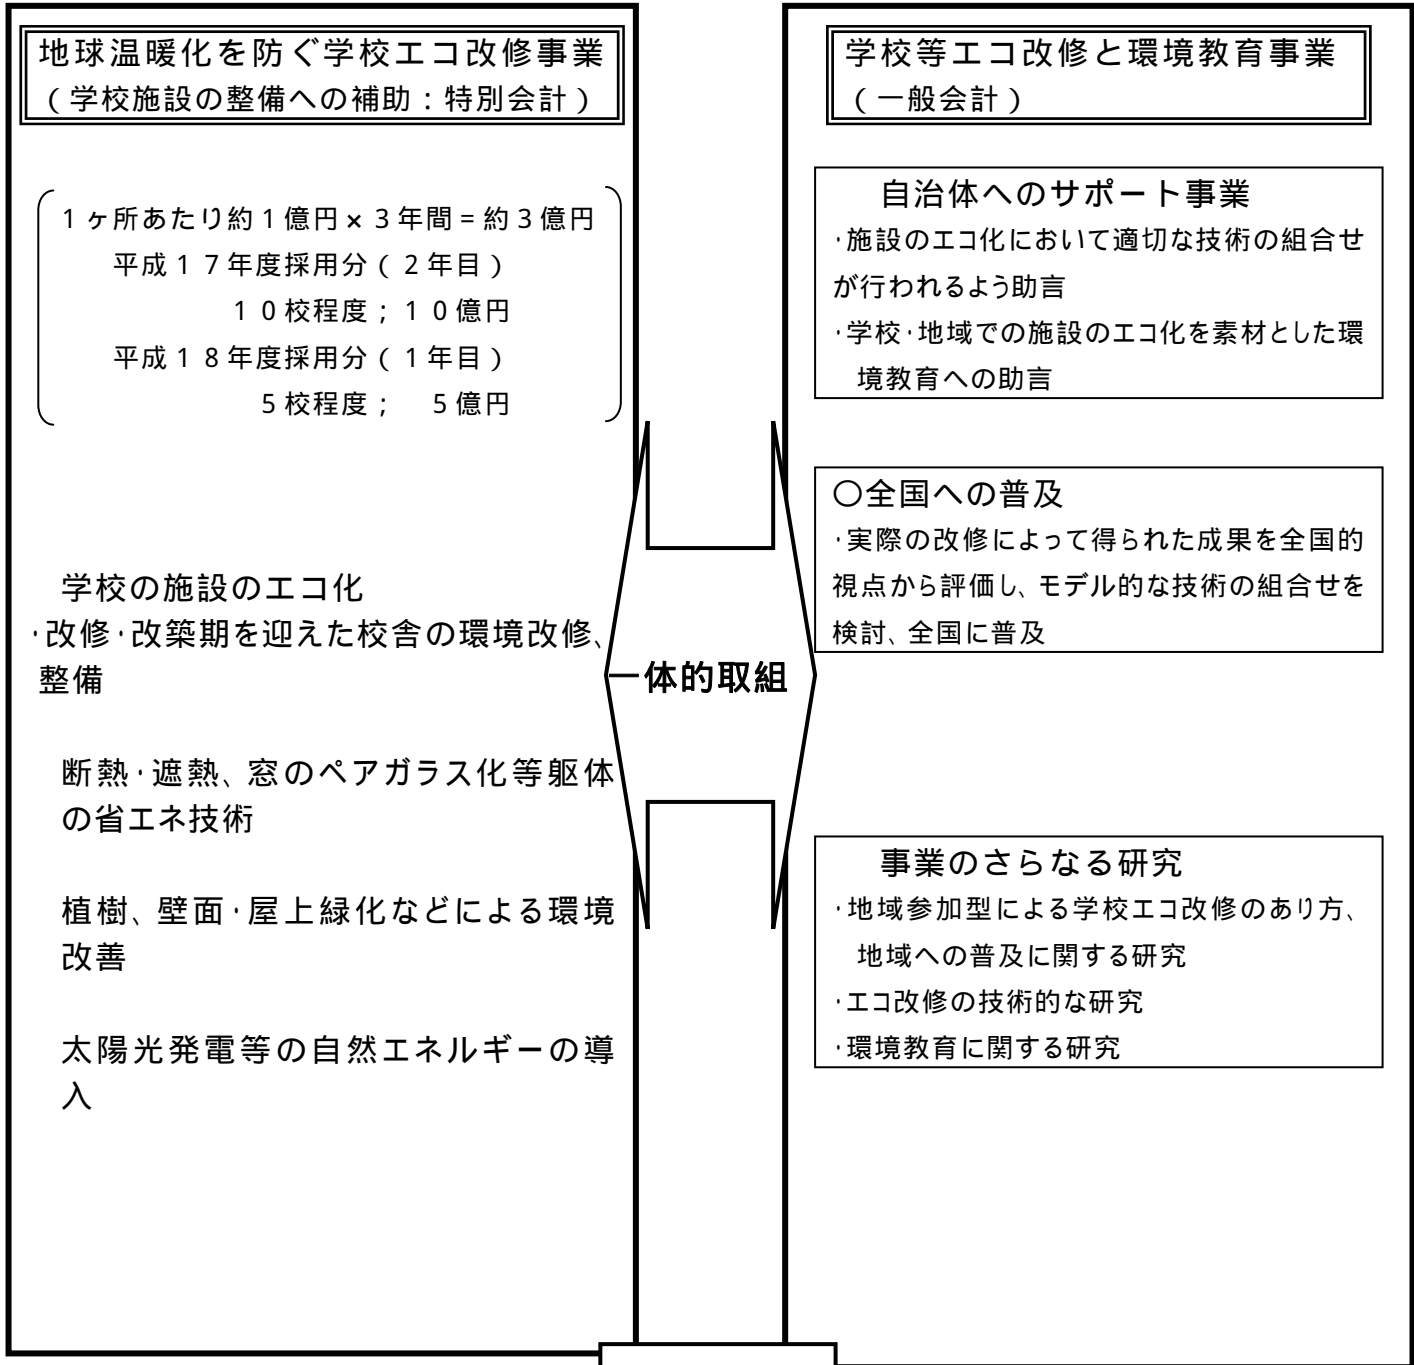 地球温暖化を防ぐ学校エコ改修事業
（学校施設の整備への補助：特別会計）
１ヶ所あたり約１億円×３年間＝約３億円
平成１７年度採用分（２年目）
１０校程度；１０億円
平成１８年度採用分（１年目）
５校程度；　５億円
学校の施設のエコ化
・改修・改築期を迎えた校舎の環境改修、
整備
断熱・遮熱、窓のペアガラス化等躯体
の省エネ技術
植樹、壁面・屋上緑化などによる環境
改善
太陽光発電等の自然エネルギーの導
入
一体的取組
学校等エコ改修と環境教育事業
（一般会計）
自治体へのサポート事業
・施設のエコ化において適切な技術の組合せ
が行われるよう助言
・学校・地域での施設のエコ化を素材とした環
境教育への助言
○全国への普及
・実際の改修によって得られた成果を全国的
視点から評価し、モデル的な技術の組合せを
検討、全国に普及
事業のさらなる研究
・地域参加型による学校エコ改修のあり方、
地域への普及に関する研究
・エコ改修の技術的な研究
・環境教育に関する研究